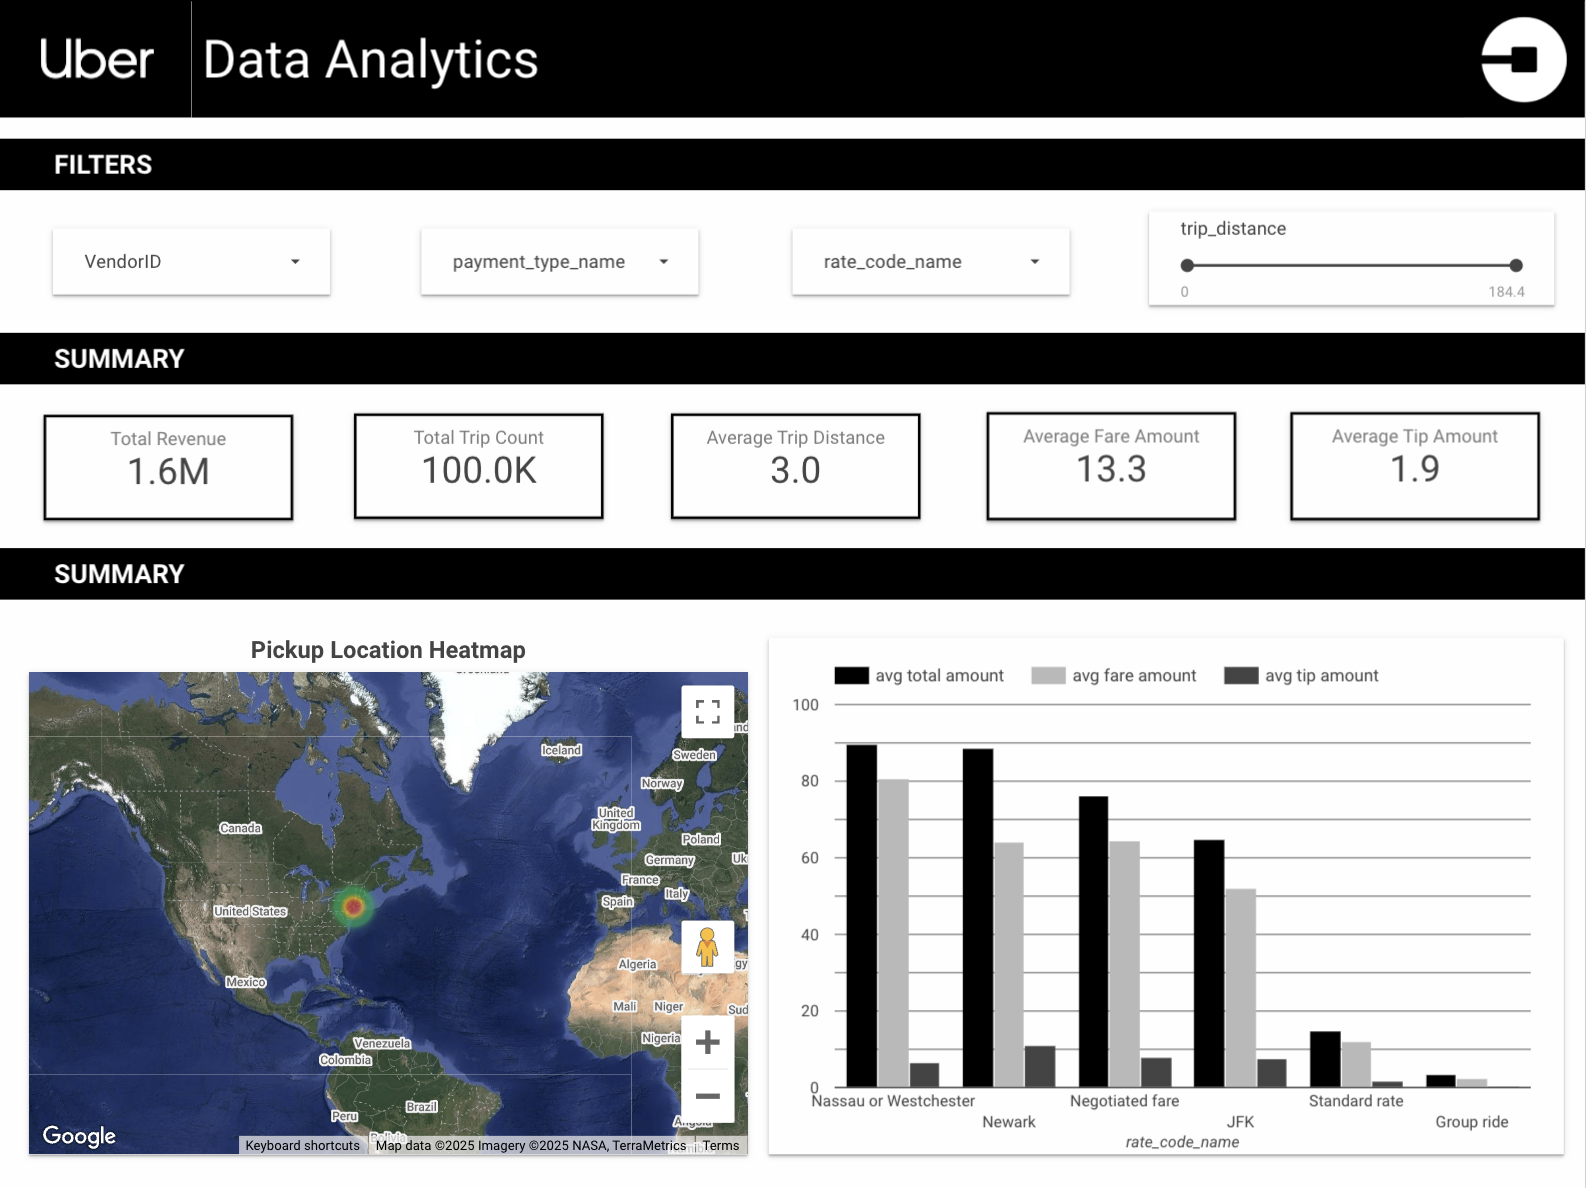 Uber
Data Analytics
FILTERS
VendorID
payment_type_name
rate_code_name
trip_distance
0
184.4
SUMMARY
Total Revenue
1.6M
Total Trip Count
100.0K
Average Trip Distance
3.0
Average Fare Amount
13.3
Average Tip Amount
1.9
SUMMARY
Pickup Location Heatmap
Iceland
Sweden
Norway
United
Kingdom
Canada
Poland
Germany
Uk
France
Italy
Spain
United States
Algeria
gy
Mexico
Mali
Niger
Sud
Nigeria
Venezuela
Colombia
Brazil
Peru
Angola
Bolivia
Google
Keyboard shortcuts
Map data ©2025 Imagery ©2025 NASA, TerraMetrics
Terms
avg total amount
avg fare amount
avg tip amount
100
80
60
40
20
0
Nassau or Westchester
Newark
Negotiated fare
JFK
Standard rate
Group ride
rate_code_name